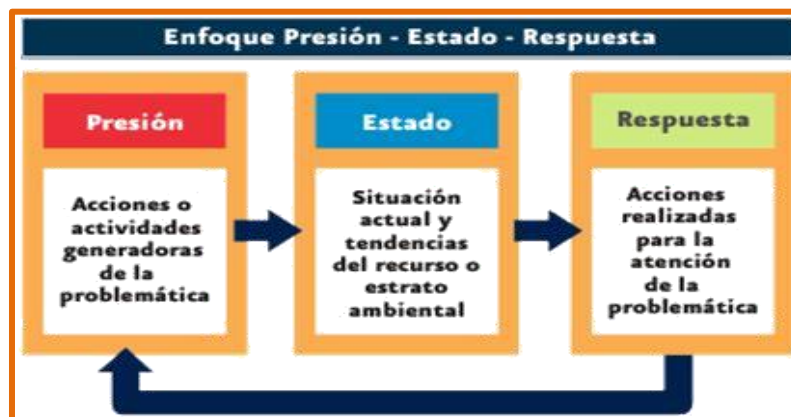 Enfoque Presión - Estado - Respuesta
Presión
Acciones o
actividades
generadoras
de la
problemática
Estado
Situación
actual y
tendencias
del recurso o
estrato
ambiental
Respuesta
Acciones
realizadas
para la
atención
de la
problemática